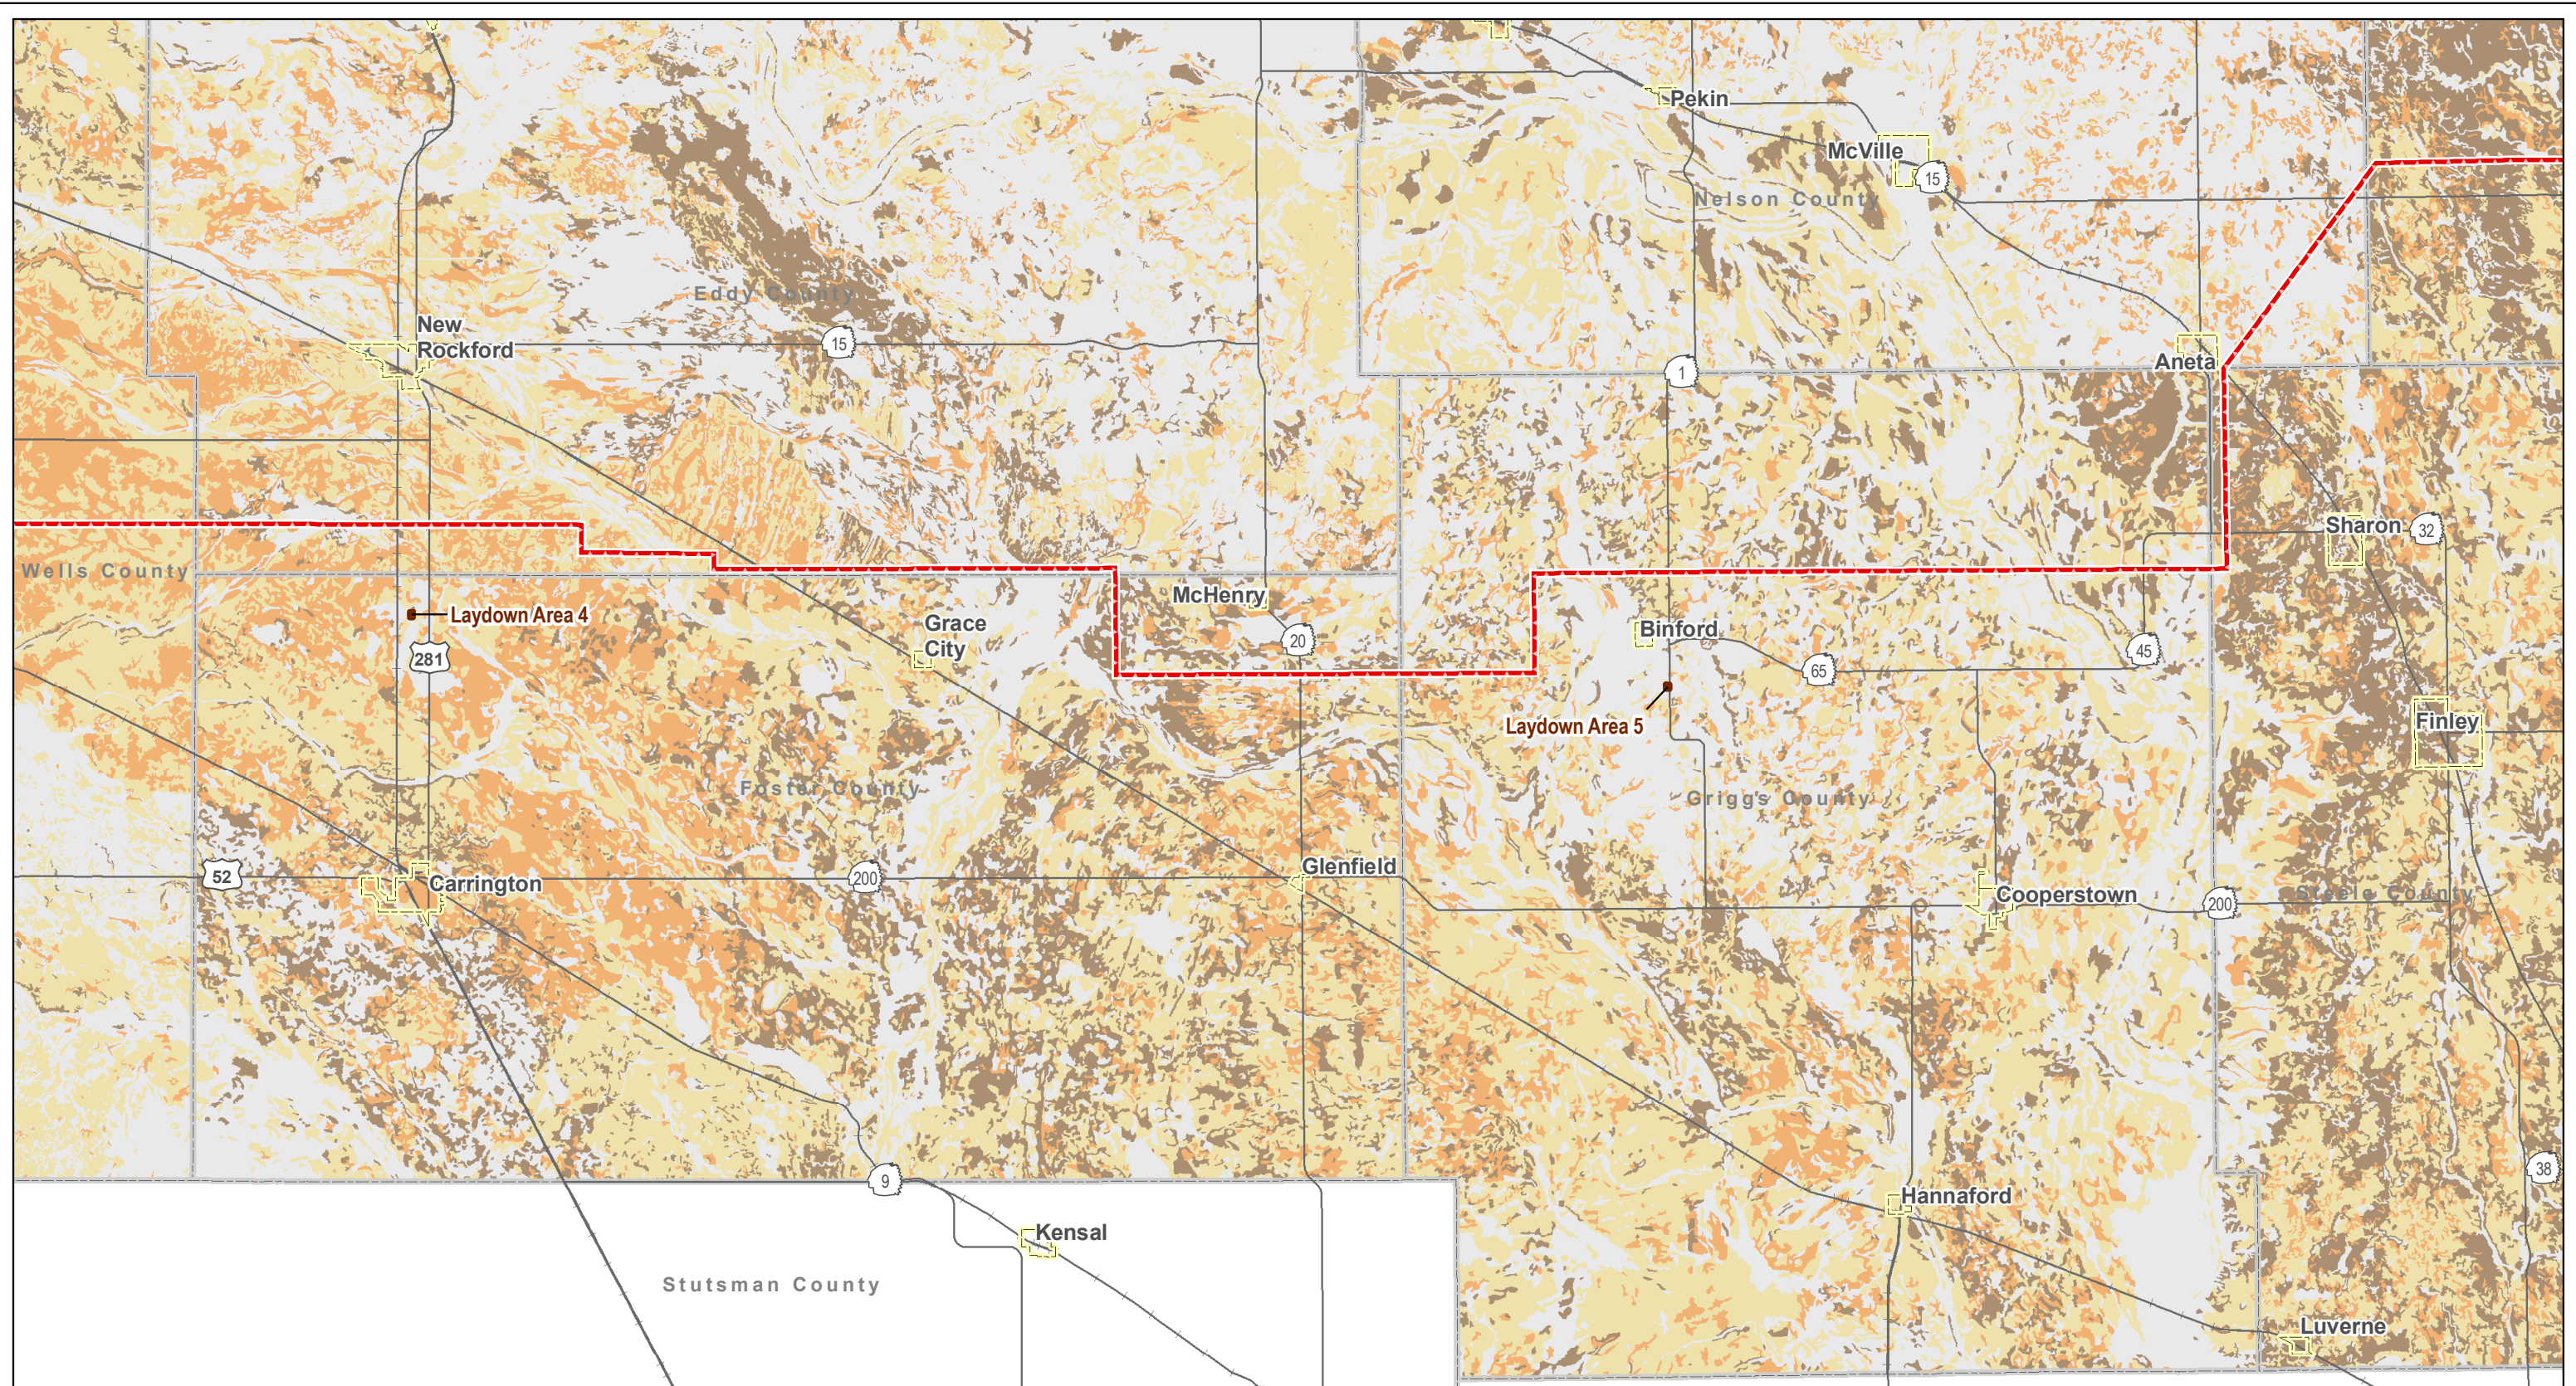 Pekin
McVille
15
Nelson County
Eddy County
New
Rockford
15
1
Aneta
Sharon
32
Wells County
Laydown Area 4
McHenry
Grace
City
20
Binford
281
65
45
Laydown Area 5
Finley
Foster County
Griggs County
52
Carrington
200
Glenfield
Cooperstown
200
Steele County
9
38
Hannaford
Kensal
Stutsman County
Luverne